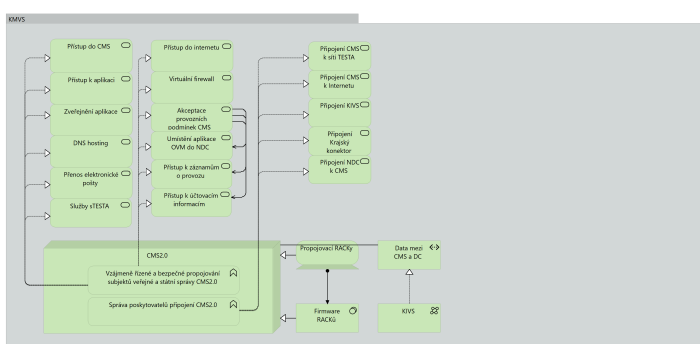 KMVS
Přístup do CMS
Přístup k aplikaci
Zveřejnění aplikace
DNS hosting
Přenos elektronické
pošty
Služby sTESTA
Přístup do internetu
Virtuální firewall
Akceptace
provozních
podmínek CMS
Umístění aplikace
OVM do NDC
Přístup k záznamům
o provozu
Přístup k účtovacím
informacím
Připojení CMS
k síti TESTA
Připojení CMS
k Internetu
Připojení KIVS
Připojení
Krajský
konektor
Připojení NDC
k CMS
CMS2.0
Vzájmeně řízené a bezpečné propojování
subjektů veřejné a státní správy CMS2.0
Správa poskytovatelů připojení CMS2.0
Propojovací RACKy
Firmware
RACKů
Data mezi
CMS a DC
KIVS